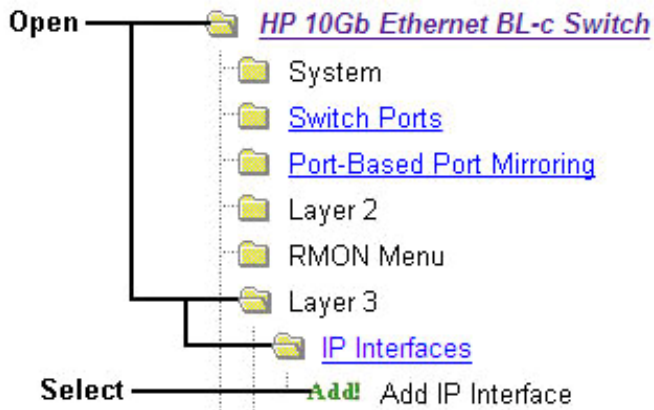 Open HP 10Gb Ethernet BL-c Switch
System
Switch Ports
Port-Based Port Mirroring
Layer 2
RMON Menu
Layer 3
IP Interfaces
Select Add! Add IP Interface